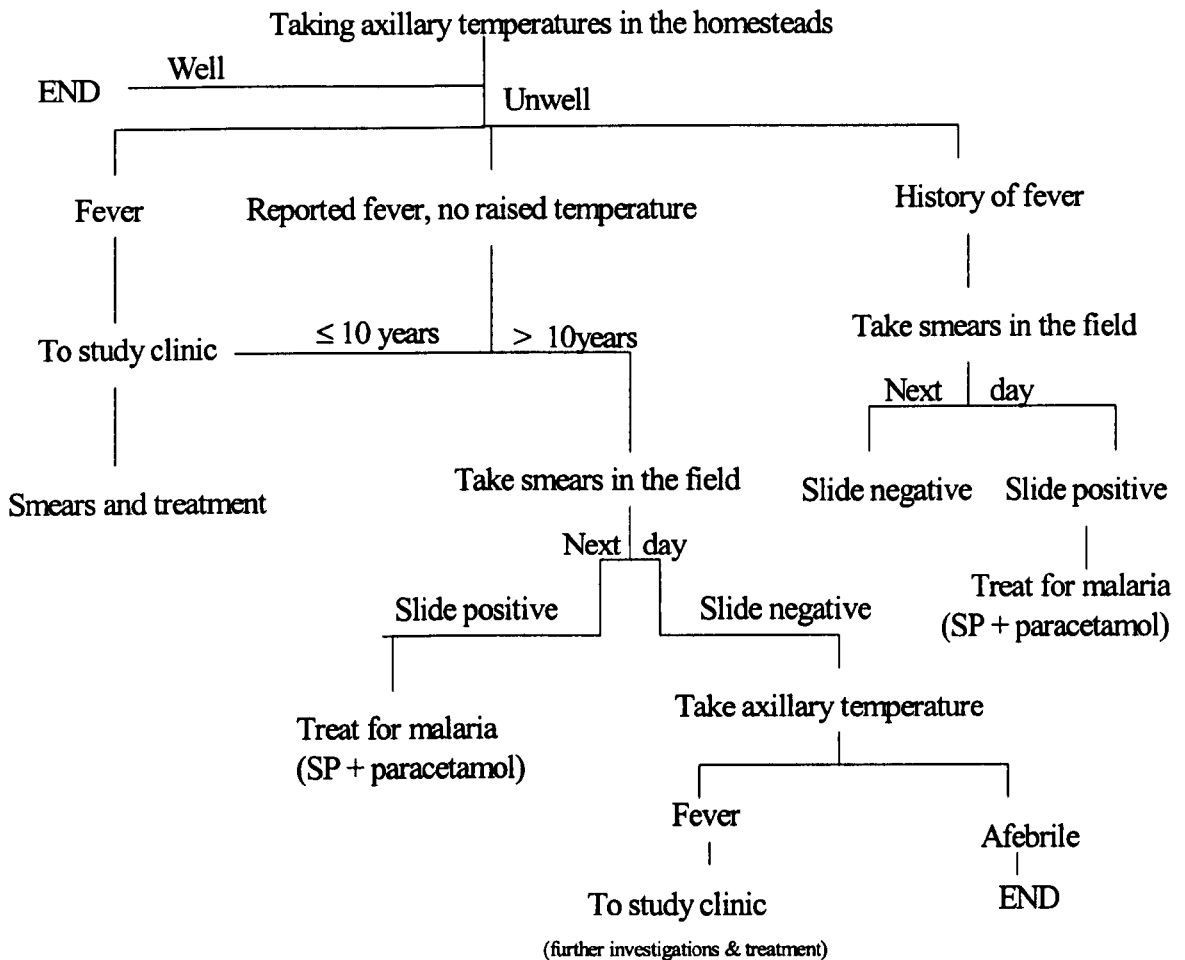 Taking axillary temperatures in the homesteads
Well
END
Unwell
Fever
Reported fever, no raised temperature
History of fever
To study clinic
≤ 10 years
> 10years
Take smears in the field
Next day
Smears and treatment
Take smears in the field
Slide negative
Slide positive
Next day
Treat for malaria
(SP + paracetamol)
Slide positive
Slide negative
Treat for malaria
(SP + paracetamol)
Take axillary temperature
Fever
Afebrile
To study clinic
END
(further investigations & treatment)